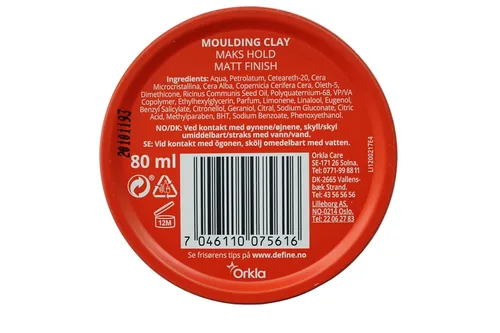 MOULDING CLAY
MAKS HOLD
MATT FINISH
Ingredients: Aqua, Petrolatum, Ceteareth-20, Cera
Microcristallina, Cera Alba, Copernicia Cerifera Cera, Oleth-5,
Dimethicone, Ricinus Communis Seed Oil, Polyquaternium-68, VP/VA
Copolymer, Ethylhexylglycerin, Parfum, Limonene, Linalool, Eugenol,
Benzyl Salicylate, Citronellol, Geraniol, Citral, Sodium Gluconate, Citric
Acid, Methylparaben, BHT, Sodium Benzoate, Phenoxyethanol.
NO/DK: Ved kontakt med øynene/øjnene, skyll/skyl
umiddelbart/straks med vann/vand.
SE: Vid kontakt med ögonen, skölj omedelbart med vatten.
20101193
80 ml
12M
7 046110 075616
Orkla Care
SE-171 26 Solna.
Tel: 0771-99 88 11
DK-2665 Vallens-
bæk Strand.
Tel: 43 56 56 56
Lilleborg AS,
NO-0214 Oslo.
Tel: 22 06 27 83
LI1200217E4
Se frisørens tips på www.define.no
Orkla